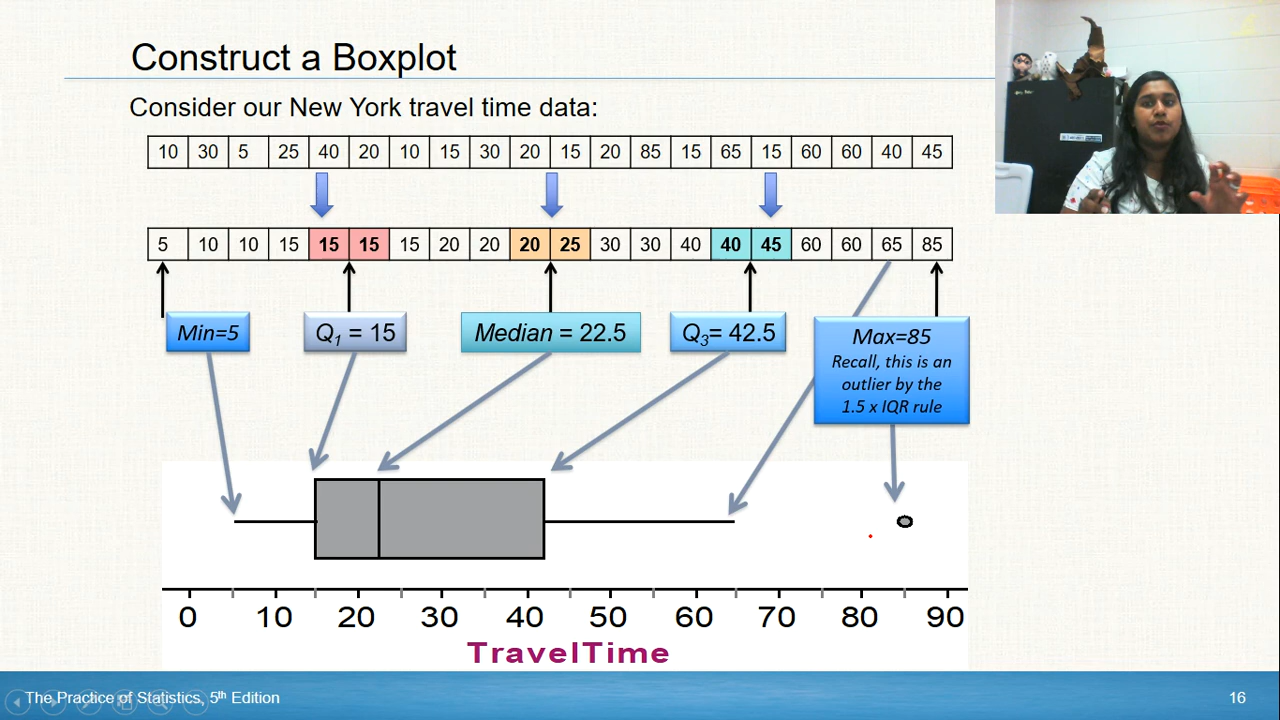 Construct a Boxplot
Consider our New York travel time data:
10 30 5 25 40 20 10 15 30 20 15 20 85 15 65 15 60 60 40 45
5 10 10 15 15 15 15 20 20 20 25 30 30 40 40 45 60 60 65 85
Min=5
Q1 = 15
Median = 22.5
Q3= 42.5
Max=85
Recall, this is an
outlier by the
1.5 x IQR rule
0 10 20 30 40 50 60 70 80 90
TravelTime
The Practice of Statistics, 5th Edition
16